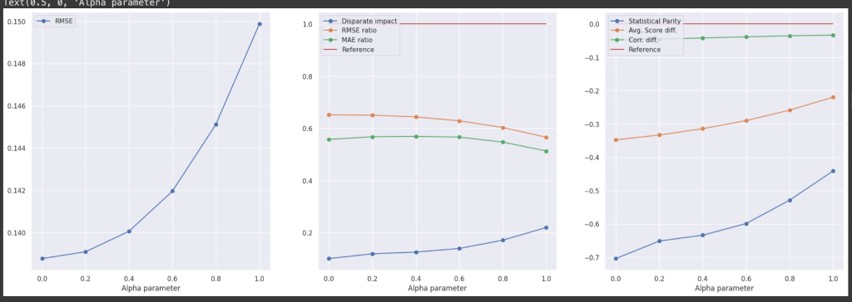 Text(0.5, 0, 'Alpha parameter')
RMSE
0.150
0.148
0.146
0.144
0.142
0.140
0.0 0.2 0.4 0.6 0.8 1.0
Alpha parameter
Disparate impact
RMSE ratio
MAE ratio
Reference
1.0
0.8
0.6
0.4
0.2
0.0 0.2 0.4 0.6 0.8 1.0
Alpha parameter
Statistical Parity
Avg. Score diff.
Corr. diff.
Reference
0.0
−0.1
−0.2
−0.3
−0.4
−0.5
−0.6
−0.7
0.0 0.2 0.4 0.6 0.8 1.0
Alpha parameter